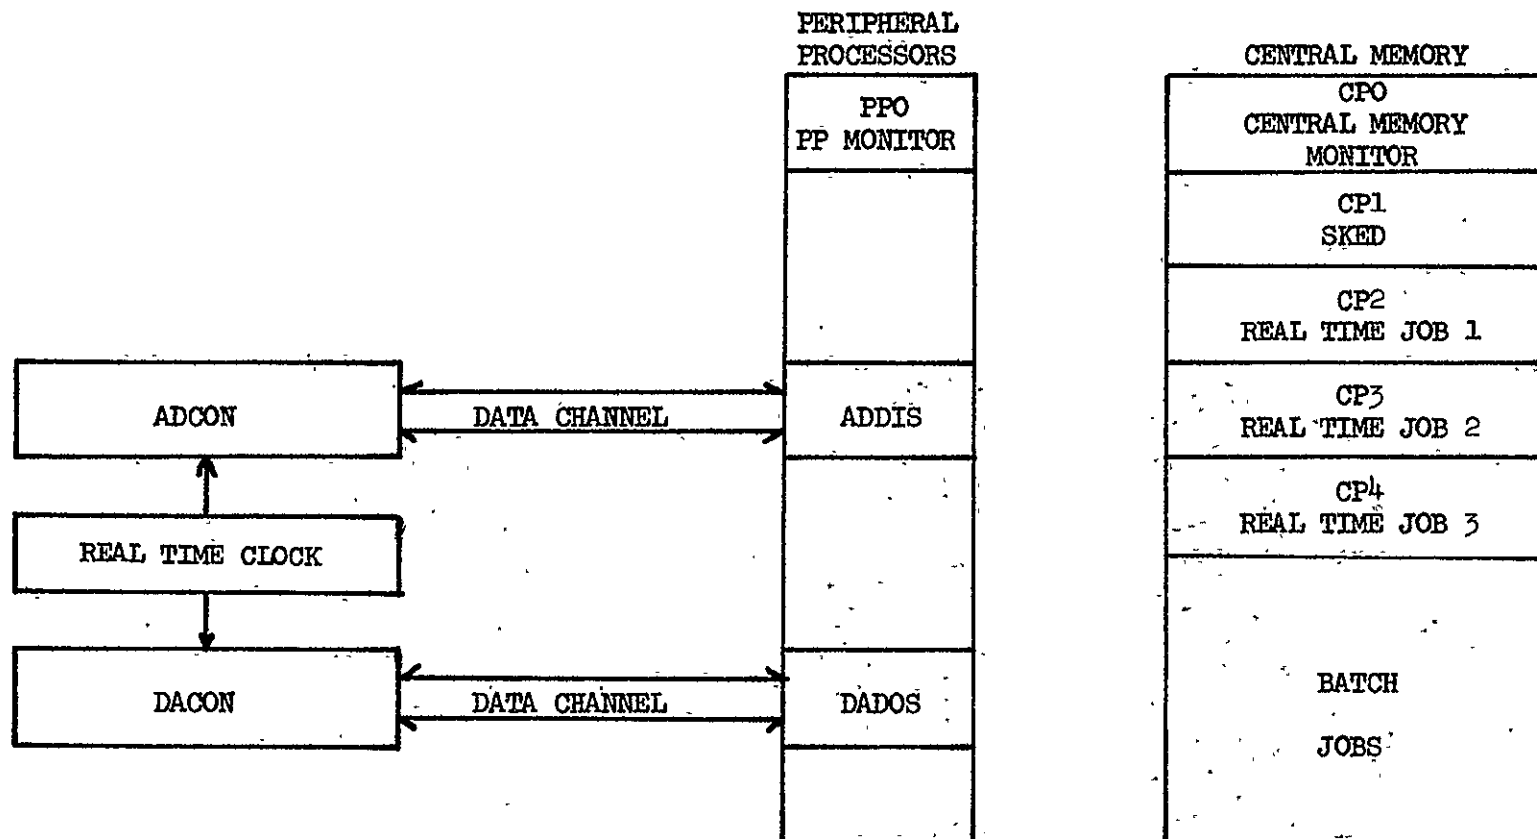 PERIPHERAL
PROCESSORS
PPO
PP MONITOR
ADDIS
DADOS
CENTRAL MEMORY
CPO
CENTRAL MEMORY
MONITOR
CP1
SKED
CP2
REAL TIME JOB 1
CP3
REAL TIME JOB 2
CP4
REAL TIME JOB 3
BATCH
JOBS
ADCON
DATA CHANNEL
REAL TIME CLOCK
DACON
DATA CHANNEL